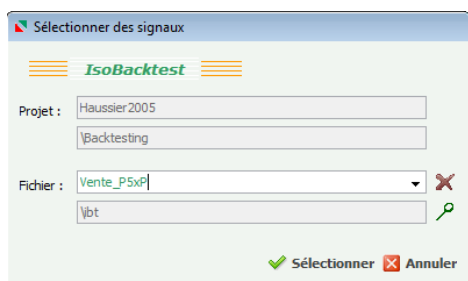 Sélectionner des signaux
IsoBacktest
Projet : Haussier2005
\Backtesting
Fichier : Vente_P5xP
\ibt
Sélectionner Annuler